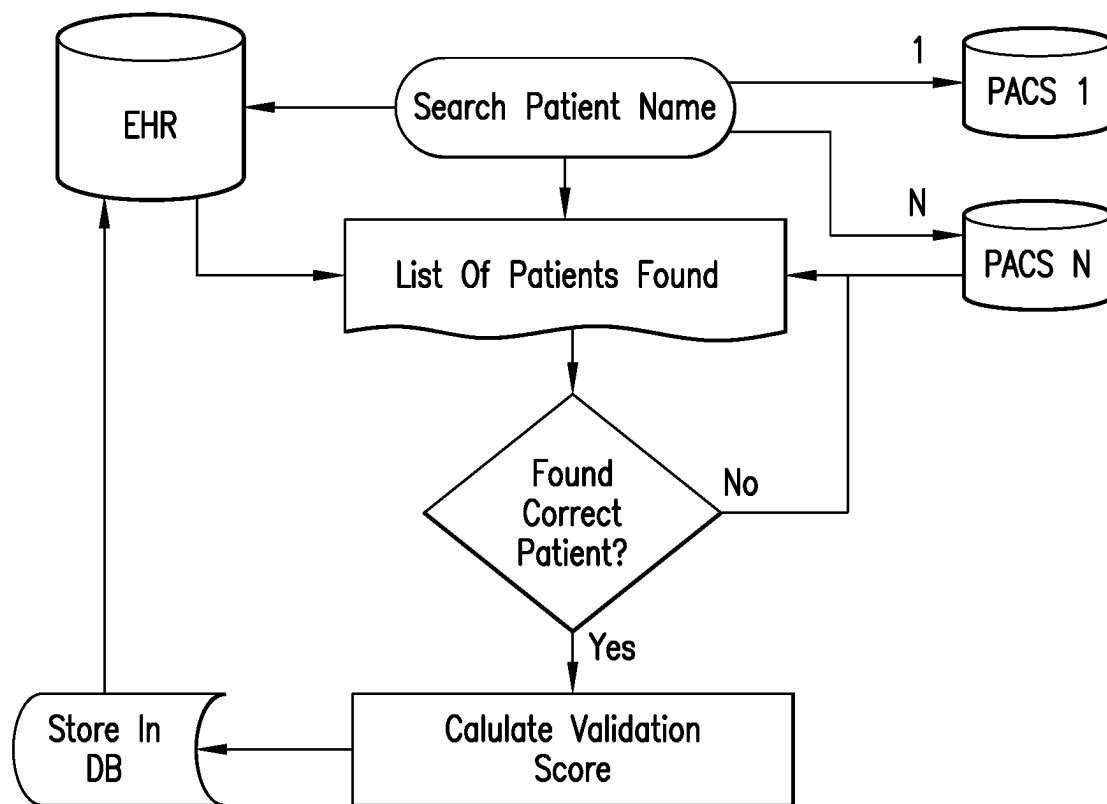 1
PACS 1
EHR
Search Patient Name
N
PACS N
List Of Patients Found
Found
Correct
Patient?
No
Yes
Store In
DB
Calulate Validation
Score